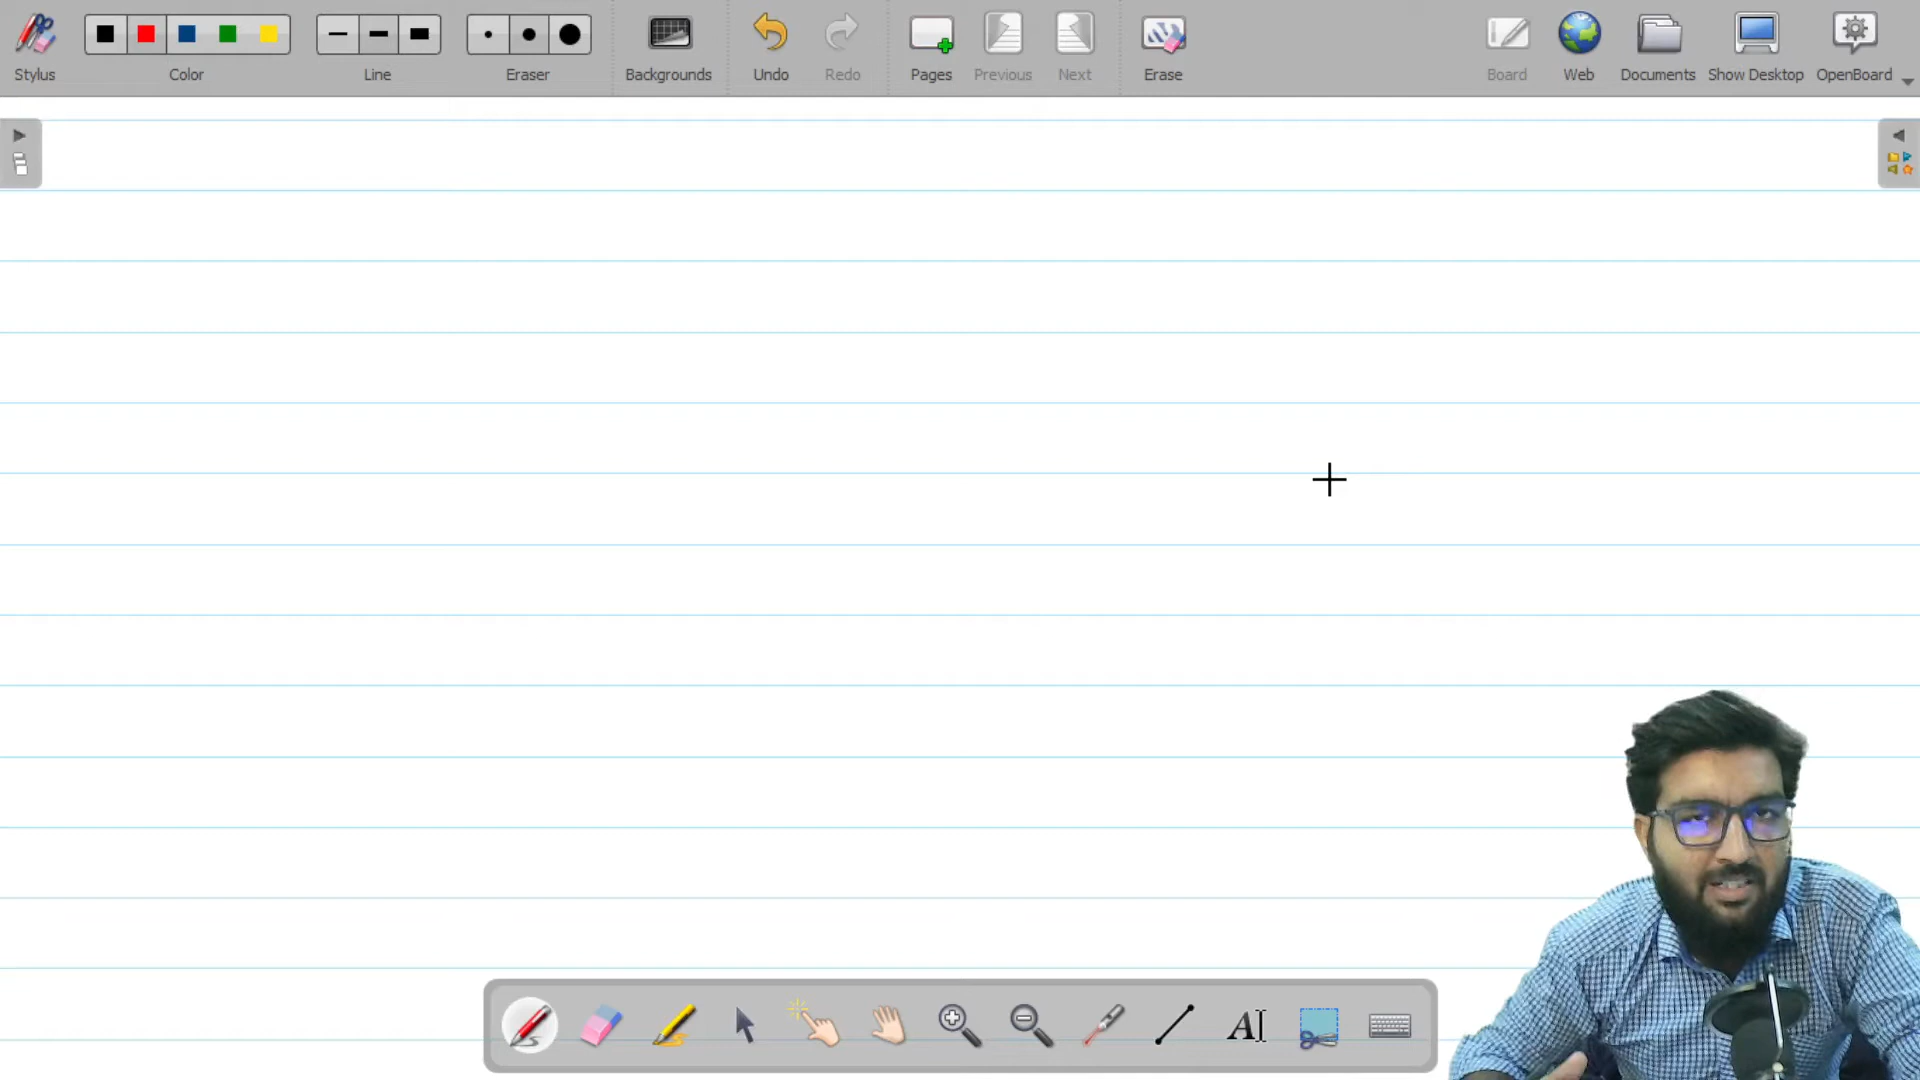 Stylus
Color
Line
Eraser
Backgrounds
Undo
Redo
Pages
Previous
Next
Erase
Board
Web
Documents
Show Desktop
OpenBoard